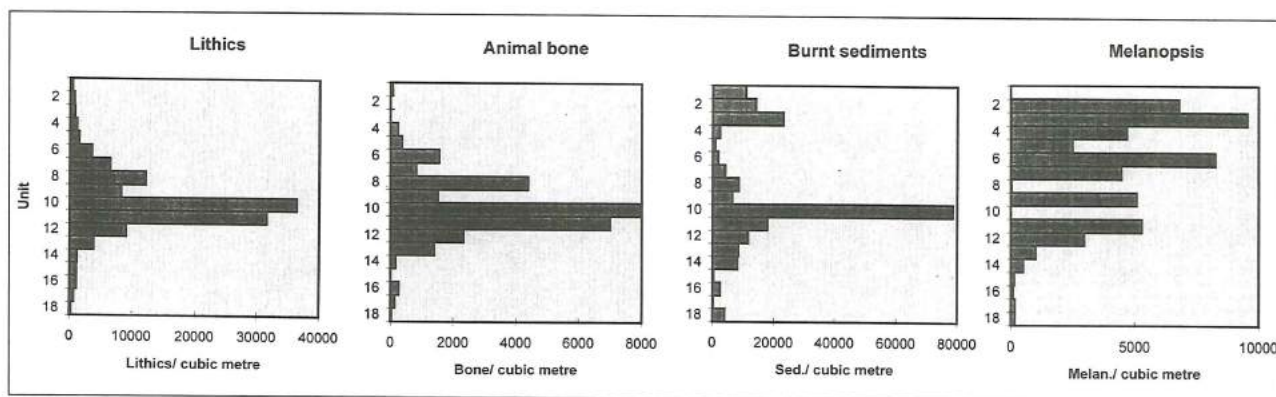 Lithics
Unit
2
4
6
8
10
12
14
16
18
0 10000 20000 30000 40000
Lithics/ cubic metre
Animal bone
2
4
6
8
10
12
14
16
18
0 2000 4000 6000 8000
Bone/ cubic metre
Burnt sediments
2
4
6
8
10
12
14
16
18
0 20000 40000 60000 80000
Sed./ cubic metre
Melanopsis
2
4
6
8
10
12
14
16
18
0 5000 10000
Melan./ cubic metre